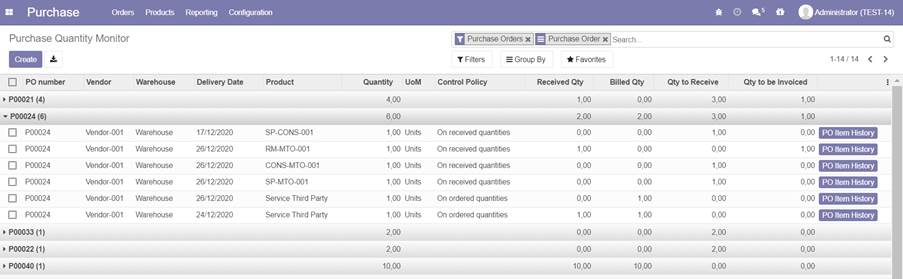 Purchase Orders Products Reporting Configuration 5 Administrator (TEST-14)
Purchase Quantity Monitor Purchase Orders × Purchase Order × Search...
Create Filters Group By Favorites 1-14 / 14
PO number Vendor Warehouse Delivery Date Product Quantity UoM Control Policy Received Qty Billed Qty Qty to Receive Qty to be Invoiced
P00021 (4) 4,00 1,00 0,00 3,00 1,00
P00024 (6) 6,00 2,00 2,00 3,00 1,00
P00024 Vendor-001 Warehouse 17/12/2020 SP-CONS-001 1,00 Units On received quantities 0,00 0,00 1,00 0,00 PO Item History
P00024 Vendor-001 Warehouse 26/12/2020 RM-MTO-001 1,00 Units On received quantities 1,00 0,00 0,00 1,00 PO Item History
P00024 Vendor-001 Warehouse 26/12/2020 CONS-MTO-001 1,00 Units On received quantities 0,00 0,00 1,00 0,00 PO Item History
P00024 Vendor-001 Warehouse 26/12/2020 SP-MTO-001 1,00 Units On received quantities 0,00 0,00 1,00 0,00 PO Item History
P00024 Vendor-001 Warehouse 26/12/2020 Service Third Party 1,00 Units On ordered quantities 0,00 1,00 0,00 0,00 PO Item History
P00024 Vendor-001 Warehouse 24/12/2020 Service Third Party 1,00 Units On ordered quantities 1,00 1,00 0,00 0,00 PO Item History
P00033 (1) 2,00 0,00 0,00 2,00 0,00
P00022 (1) 2,00 0,00 0,00 2,00 0,00
P00040 (1) 10,00 10,00 10,00 0,00 0,00